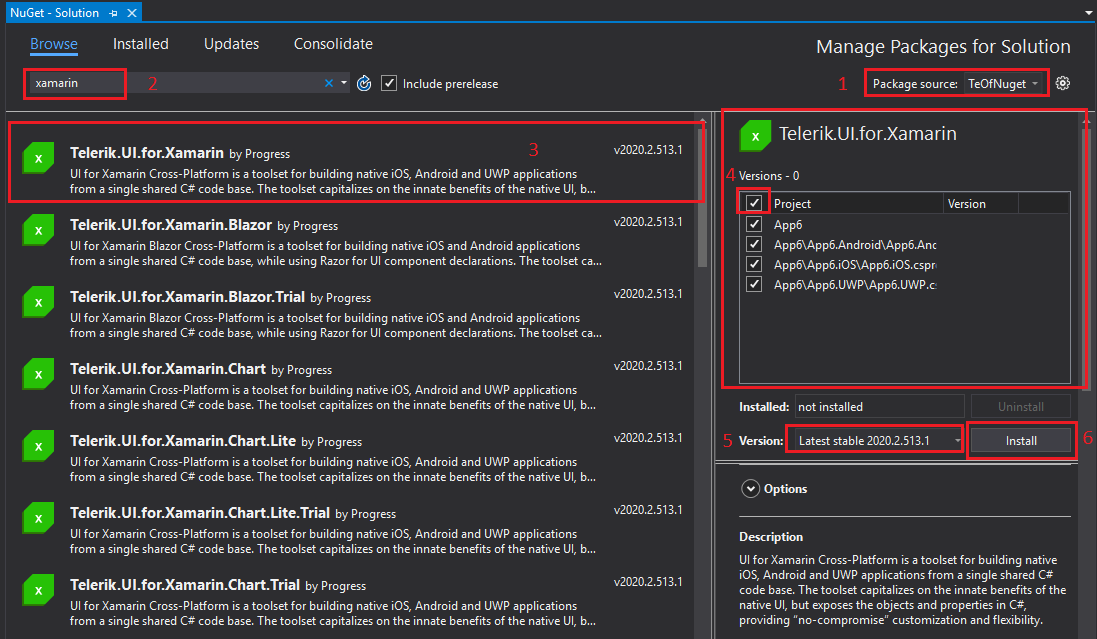 NuGet - Solution
Browse
Installed
Updates
Consolidate
Manage Packages for Solution
xamarin
2
Include prerelease
1
Package source: TeOfNuget
x
Telerik.UI.for.Xamarin by Progress
3
v2020.2.513.1
UI for Xamarin Cross-Platform is a toolset for building native iOS, Android and UWP applications
from a single shared C# code base. The toolset capitalizes on the innate benefits of the native UI, b...
x
Telerik.UI.for.Xamarin.Blazor by Progress
v2020.2.513.1
UI for Xamarin Blazor Cross-Platform is a toolset for building native iOS and Android applications
from a single shared C# code base, while using Razor for UI component declarations. The toolset ca...
x
Telerik.UI.for.Xamarin.Blazor.Trial by Progress
v2020.2.513.1
UI for Xamarin Blazor Cross-Platform is a toolset for building native iOS and Android applications
from a single shared C# code base, while using Razor for UI component declarations. The toolset ca...
x
Telerik.UI.for.Xamarin.Chart by Progress
v2020.2.513.1
UI for Xamarin Cross-Platform is a toolset for building native iOS, Android and UWP applications
from a single shared C# code base. The toolset capitalizes on the innate benefits of the native UI, b...
x
Telerik.UI.for.Xamarin.Chart.Lite by Progress
v2020.2.513.1
UI for Xamarin Cross-Platform is a toolset for building native iOS, Android and UWP applications
from a single shared C# code base. The toolset capitalizes on the innate benefits of the native UI, b...
x
Telerik.UI.for.Xamarin.Chart.Lite.Trial by Progress
v2020.2.513.1
UI for Xamarin Cross-Platform is a toolset for building native iOS, Android and UWP applications
from a single shared C# code base. The toolset capitalizes on the innate benefits of the native UI, b...
x
Telerik.UI.for.Xamarin.Chart.Trial by Progress
v2020.2.513.1
UI for Xamarin Cross-Platform is a toolset for building native iOS, Android and UWP applications
from a single shared C# code base. The toolset capitalizes on the innate benefits of the native UI, b...
x
Telerik.UI.for.Xamarin
4 Versions - 0
Project Version
App6
App6\App6.Android\App6.Anc
App6\App6.iOS\App6.iOS.cspr
App6\App6.UWP\App6.UWP.c
Installed: not installed
Uninstall
5 Version: Latest stable 2020.2.513.1
Install
6
Options
Description
UI for Xamarin Cross-Platform is a toolset for building native
iOS, Android and UWP applications from a single shared C#
code base. The toolset capitalizes on the innate benefits of the
native UI, but exposes the objects and properties in C#,
providing "no-compromise" customization and flexibility.